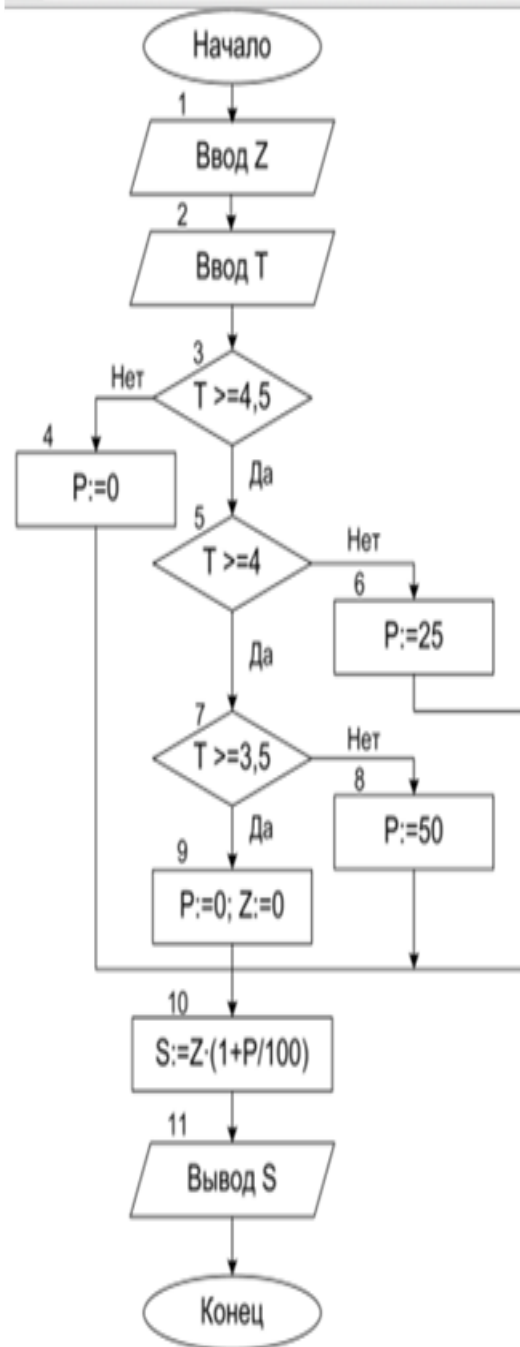 Начало
1
Ввод Z
2
Ввод T
3
Нет
T >=4,5
4
P:=0
Да
5
Нет
T >=4
6
P:=25
Да
7
Нет
T >=3,5
8
P:=50
Да
9
P:=0; Z:=0
10
S:=Z·(1+P/100)
11
Вывод S
Конец